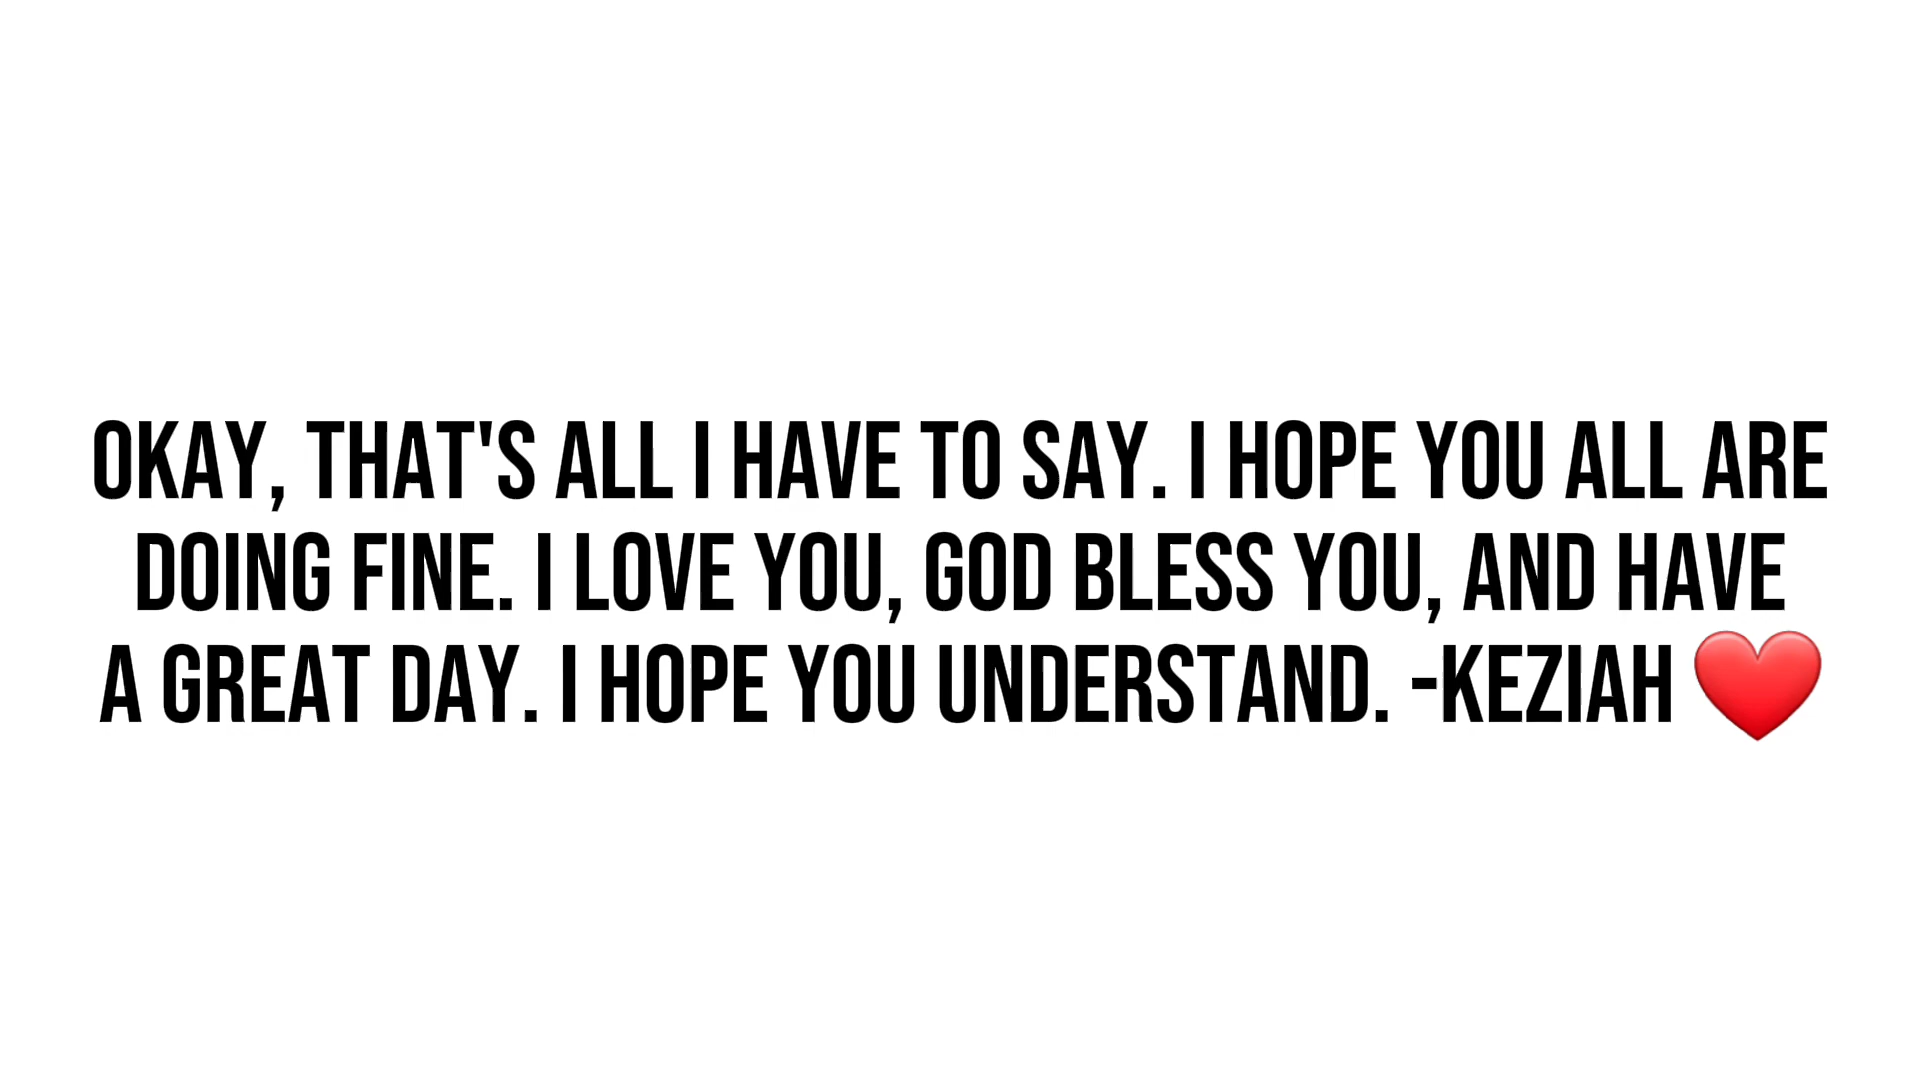 OKAY, THAT'S ALL I HAVE TO SAY. I HOPE YOU ALL ARE
DOING FINE. I LOVE YOU, GOD BLESS YOU, AND HAVE
A GREAT DAY. I HOPE YOU UNDERSTAND. -KEZIAH ❤️